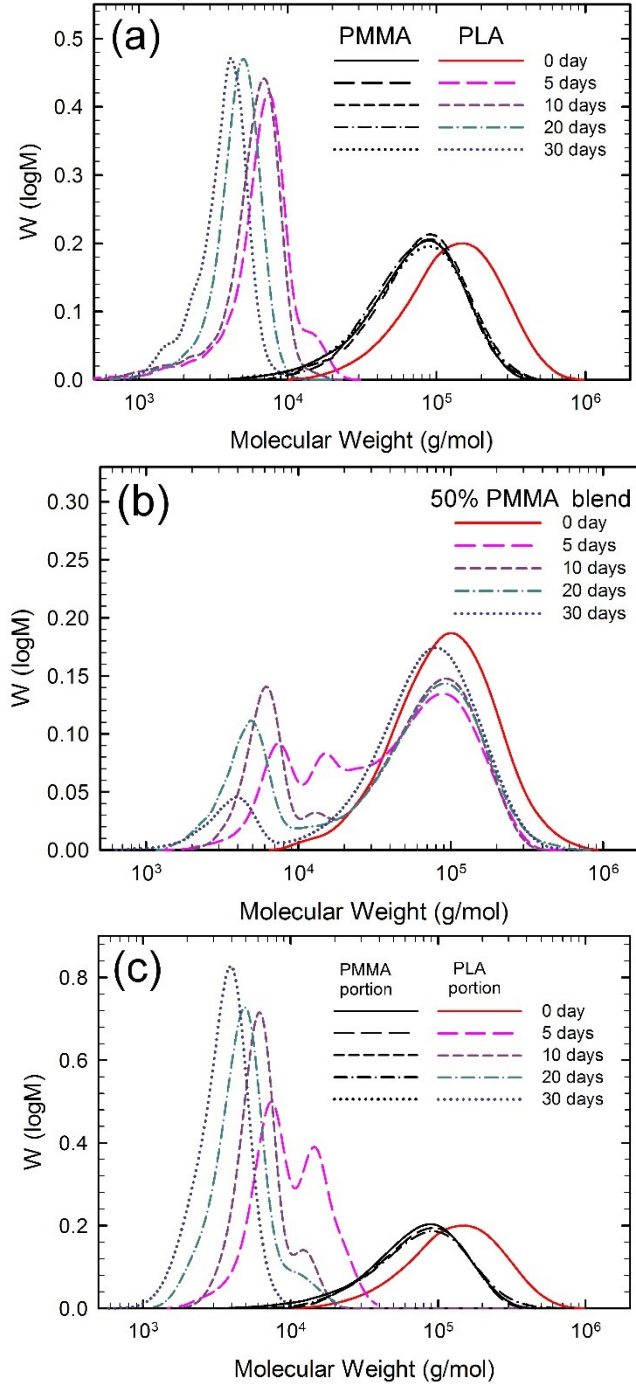 (a)
PMMA PLA
0 day
5 days
10 days
20 days
30 days
0.5
0.4
0.3
0.2
0.1
0.0
W (logM)
10³ 10⁴ 10⁵ 10⁶
Molecular Weight (g/mol)
(b)
50% PMMA blend
0 day
5 days
10 days
20 days
30 days
0.30
0.25
0.20
0.15
0.10
0.05
0.00
W (logM)
10³ 10⁴ 10⁵ 10⁶
Molecular Weight (g/mol)
(c)
PMMA PLA
portion portion
0 day
5 days
10 days
20 days
30 days
0.8
0.6
0.4
0.2
0.0
W (logM)
10³ 10⁴ 10⁵ 10⁶
Molecular Weight (g/mol)